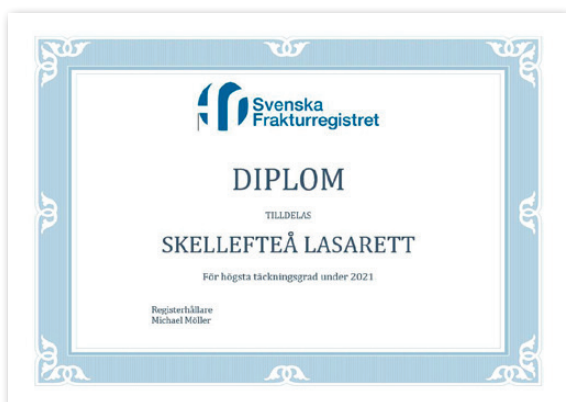 Svenska
Frakturregistret
DIPLOM
TILLDELAS
SKELLEFTEÅ LASARETT
För högsta täckningsgrad under 2021
Registerhållare
Michael Möller